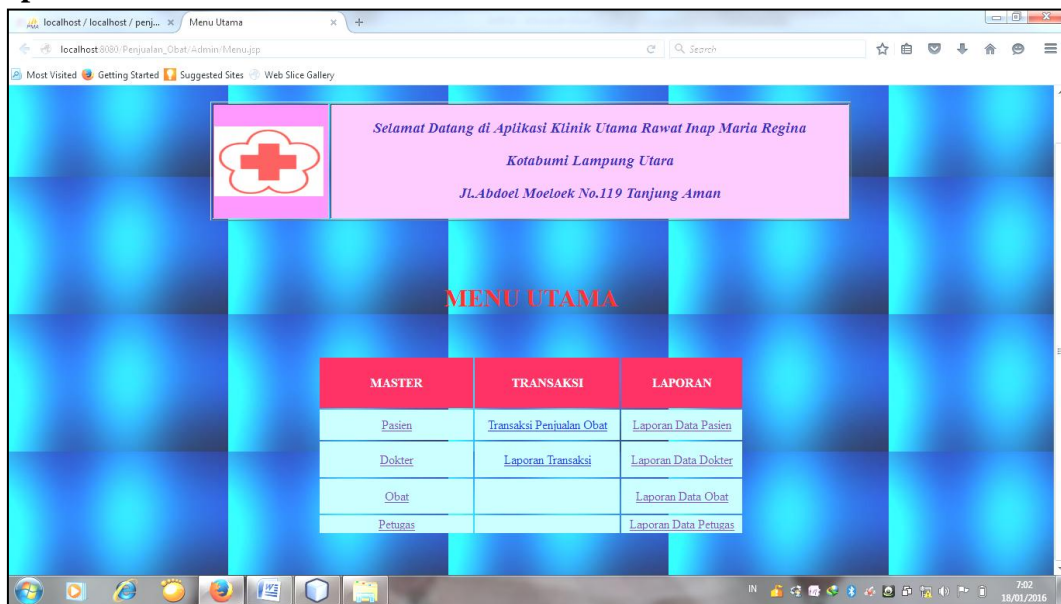 localhost / localhost / penj...
Menu Utama
localhost:8080/Penjualan_Obat/Admin/Menu.jsp
Search
Most Visited Getting Started Suggested Sites Web Slice Gallery
Selamat Datang di Aplikasi Klinik Utama Rawat Inap Maria Regina
Kotabumi Lampung Utara
Jl.Abdoel Moeloek No.119 Tanjung Aman
MENU UTAMA
MASTER TRANSAKSI LAPORAN
Pasien Transaksi Penjualan Obat Laporan Data Pasien
Dokter Laporan Transaksi Laporan Data Dokter
Obat Laporan Data Obat
Petugas Laporan Data Petugas
IN
7:02
18/01/2016